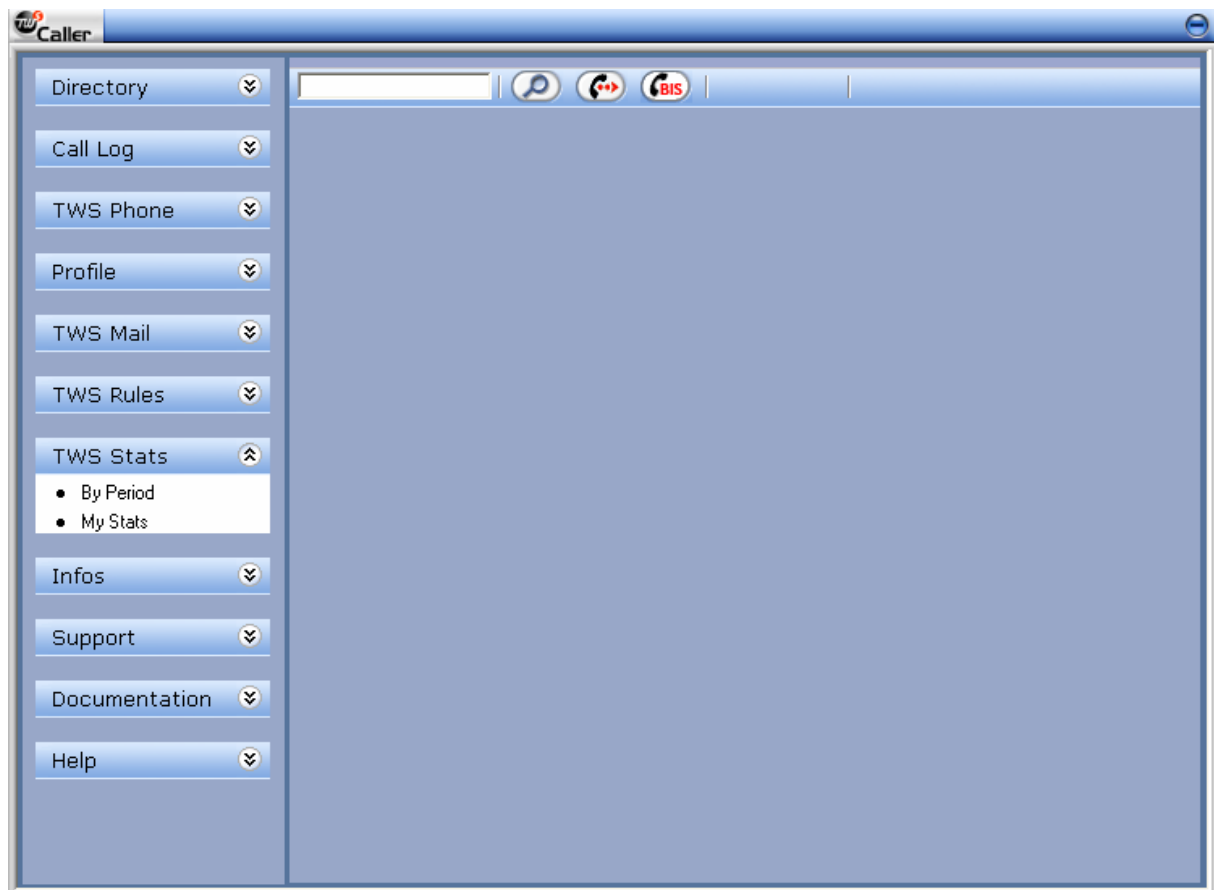 TWS
Caller
Directory
BIS
Call Log
TWS Phone
Profile
TWS Mail
TWS Rules
TWS Stats
• By Period
• My Stats
Infos
Support
Documentation
Help